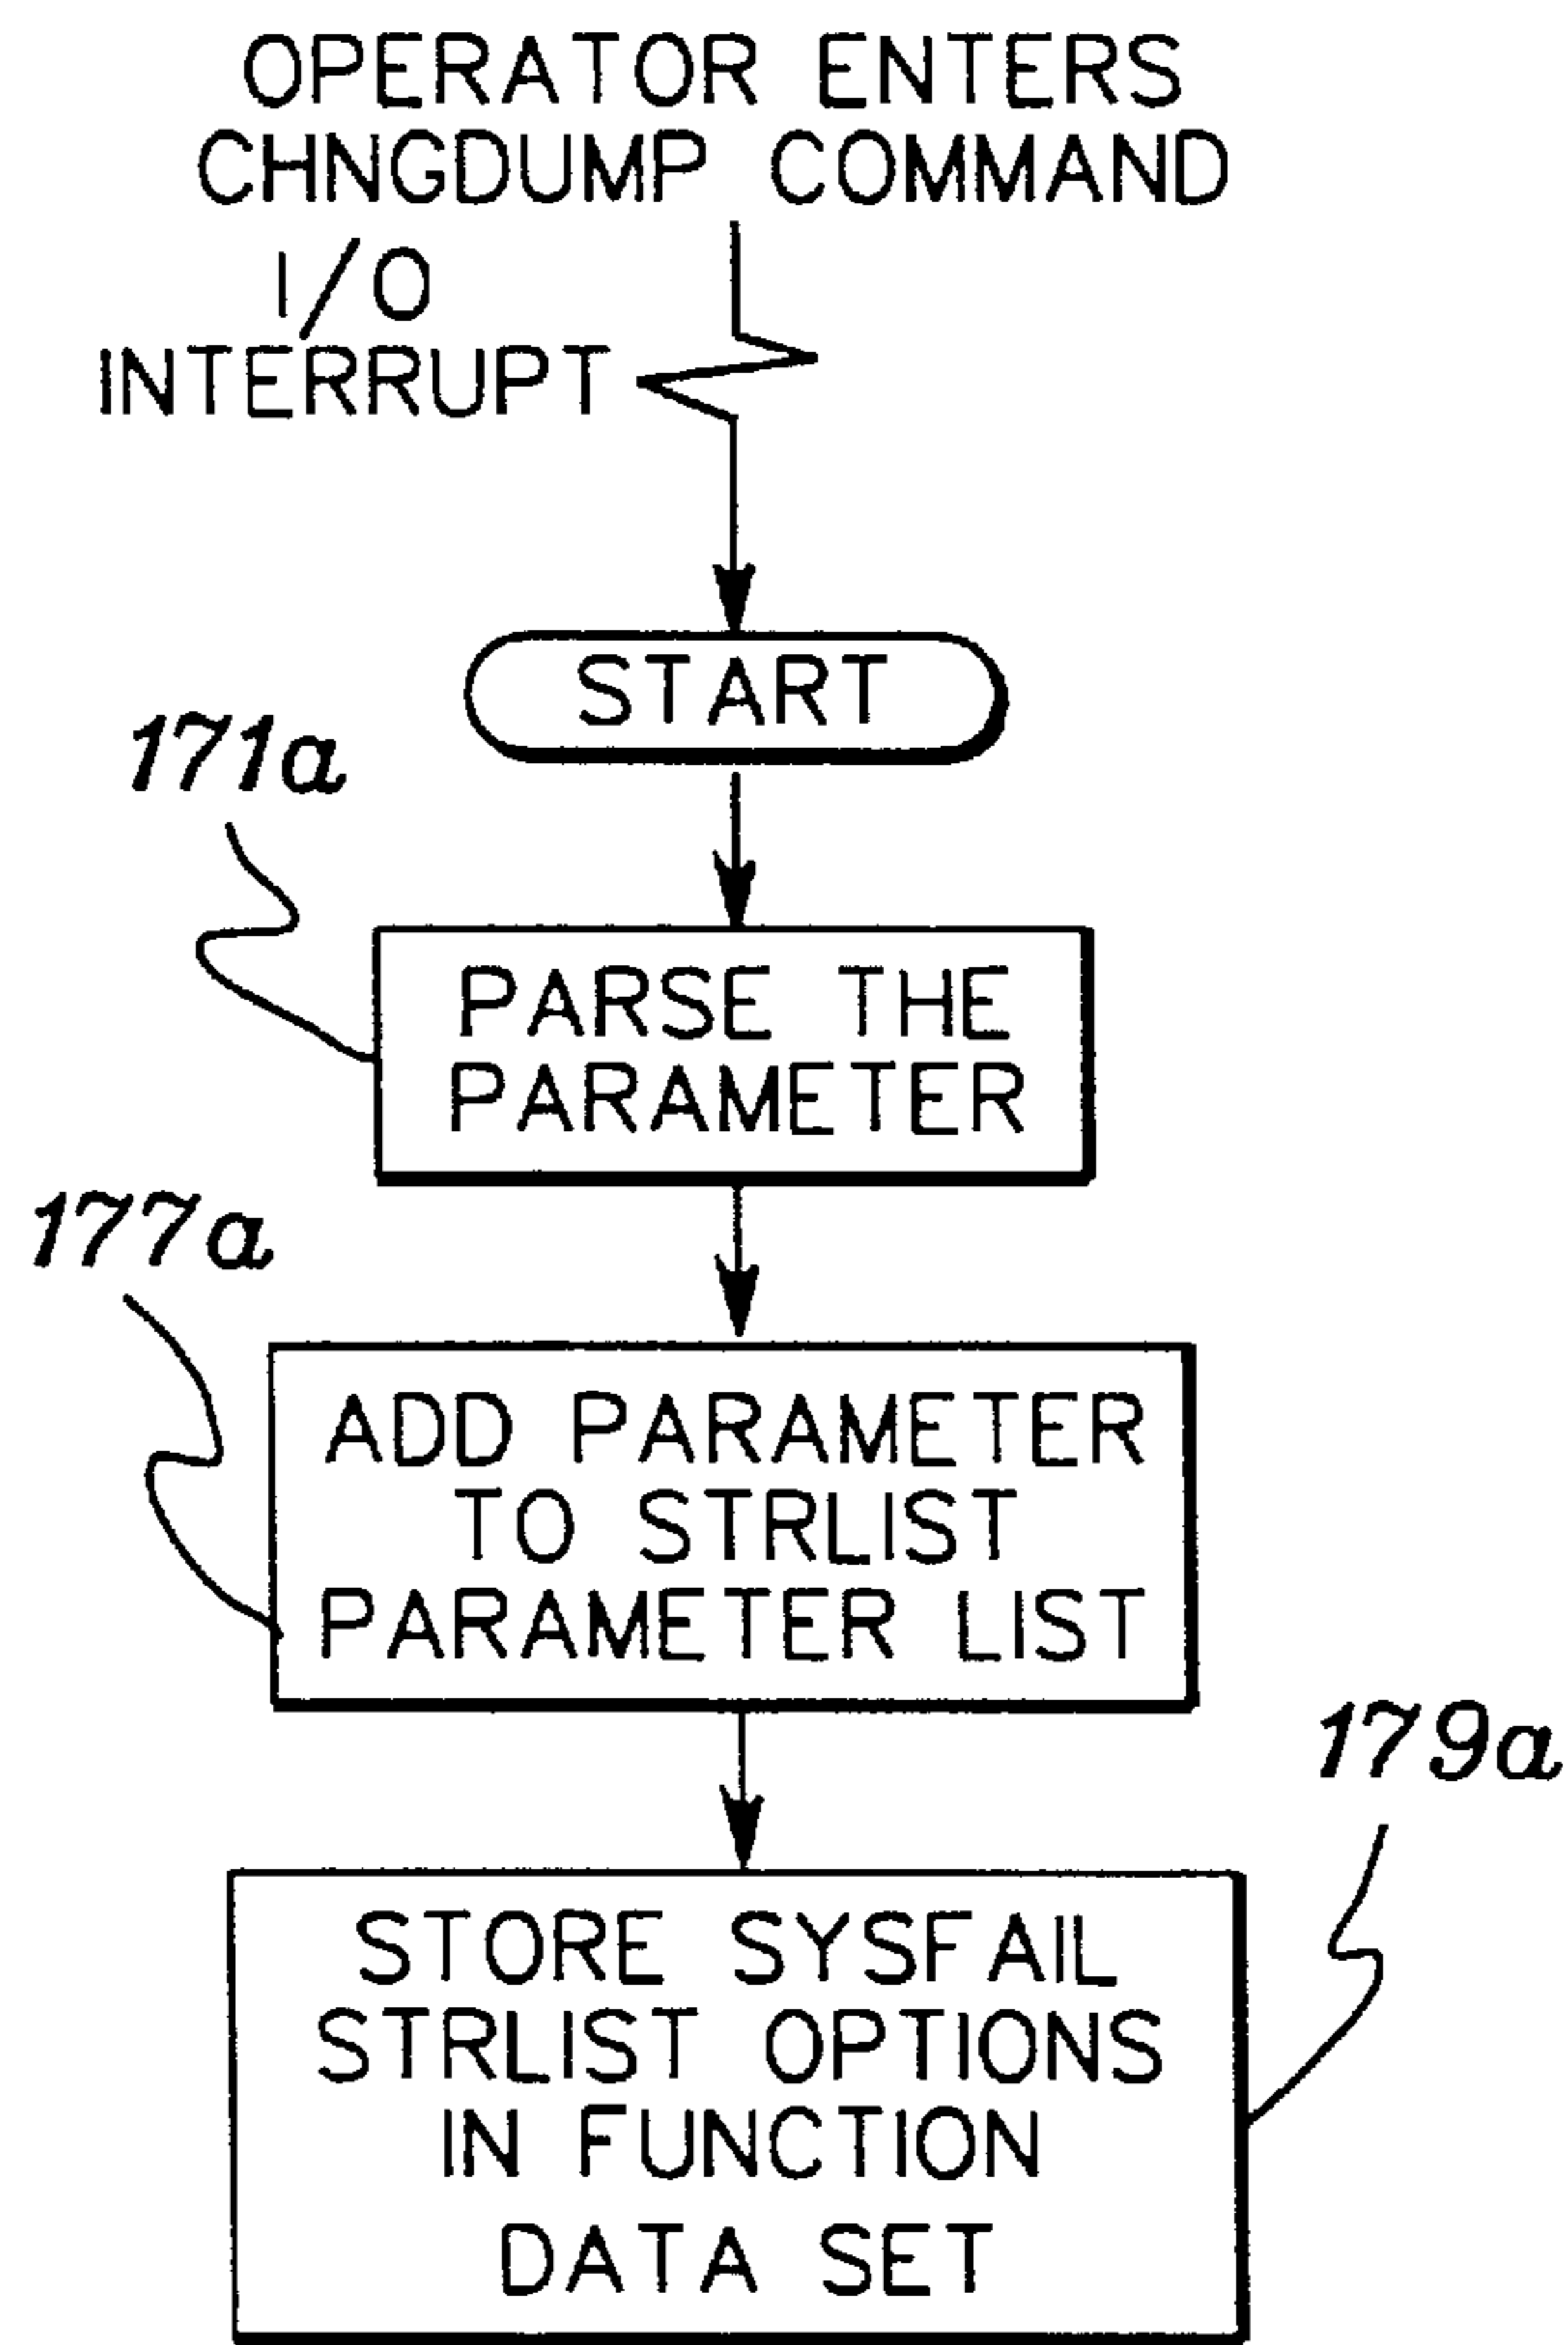 OPERATOR ENTERS
CHNGDUMP COMMAND
I/O
INTERRUPT
START
171a
PARSE THE
PARAMETER
177a
ADD PARAMETER
TO STRLIST
PARAMETER LIST
179a
STORE SYSFAIL
STRLIST OPTIONS
IN FUNCTION
DATA SET